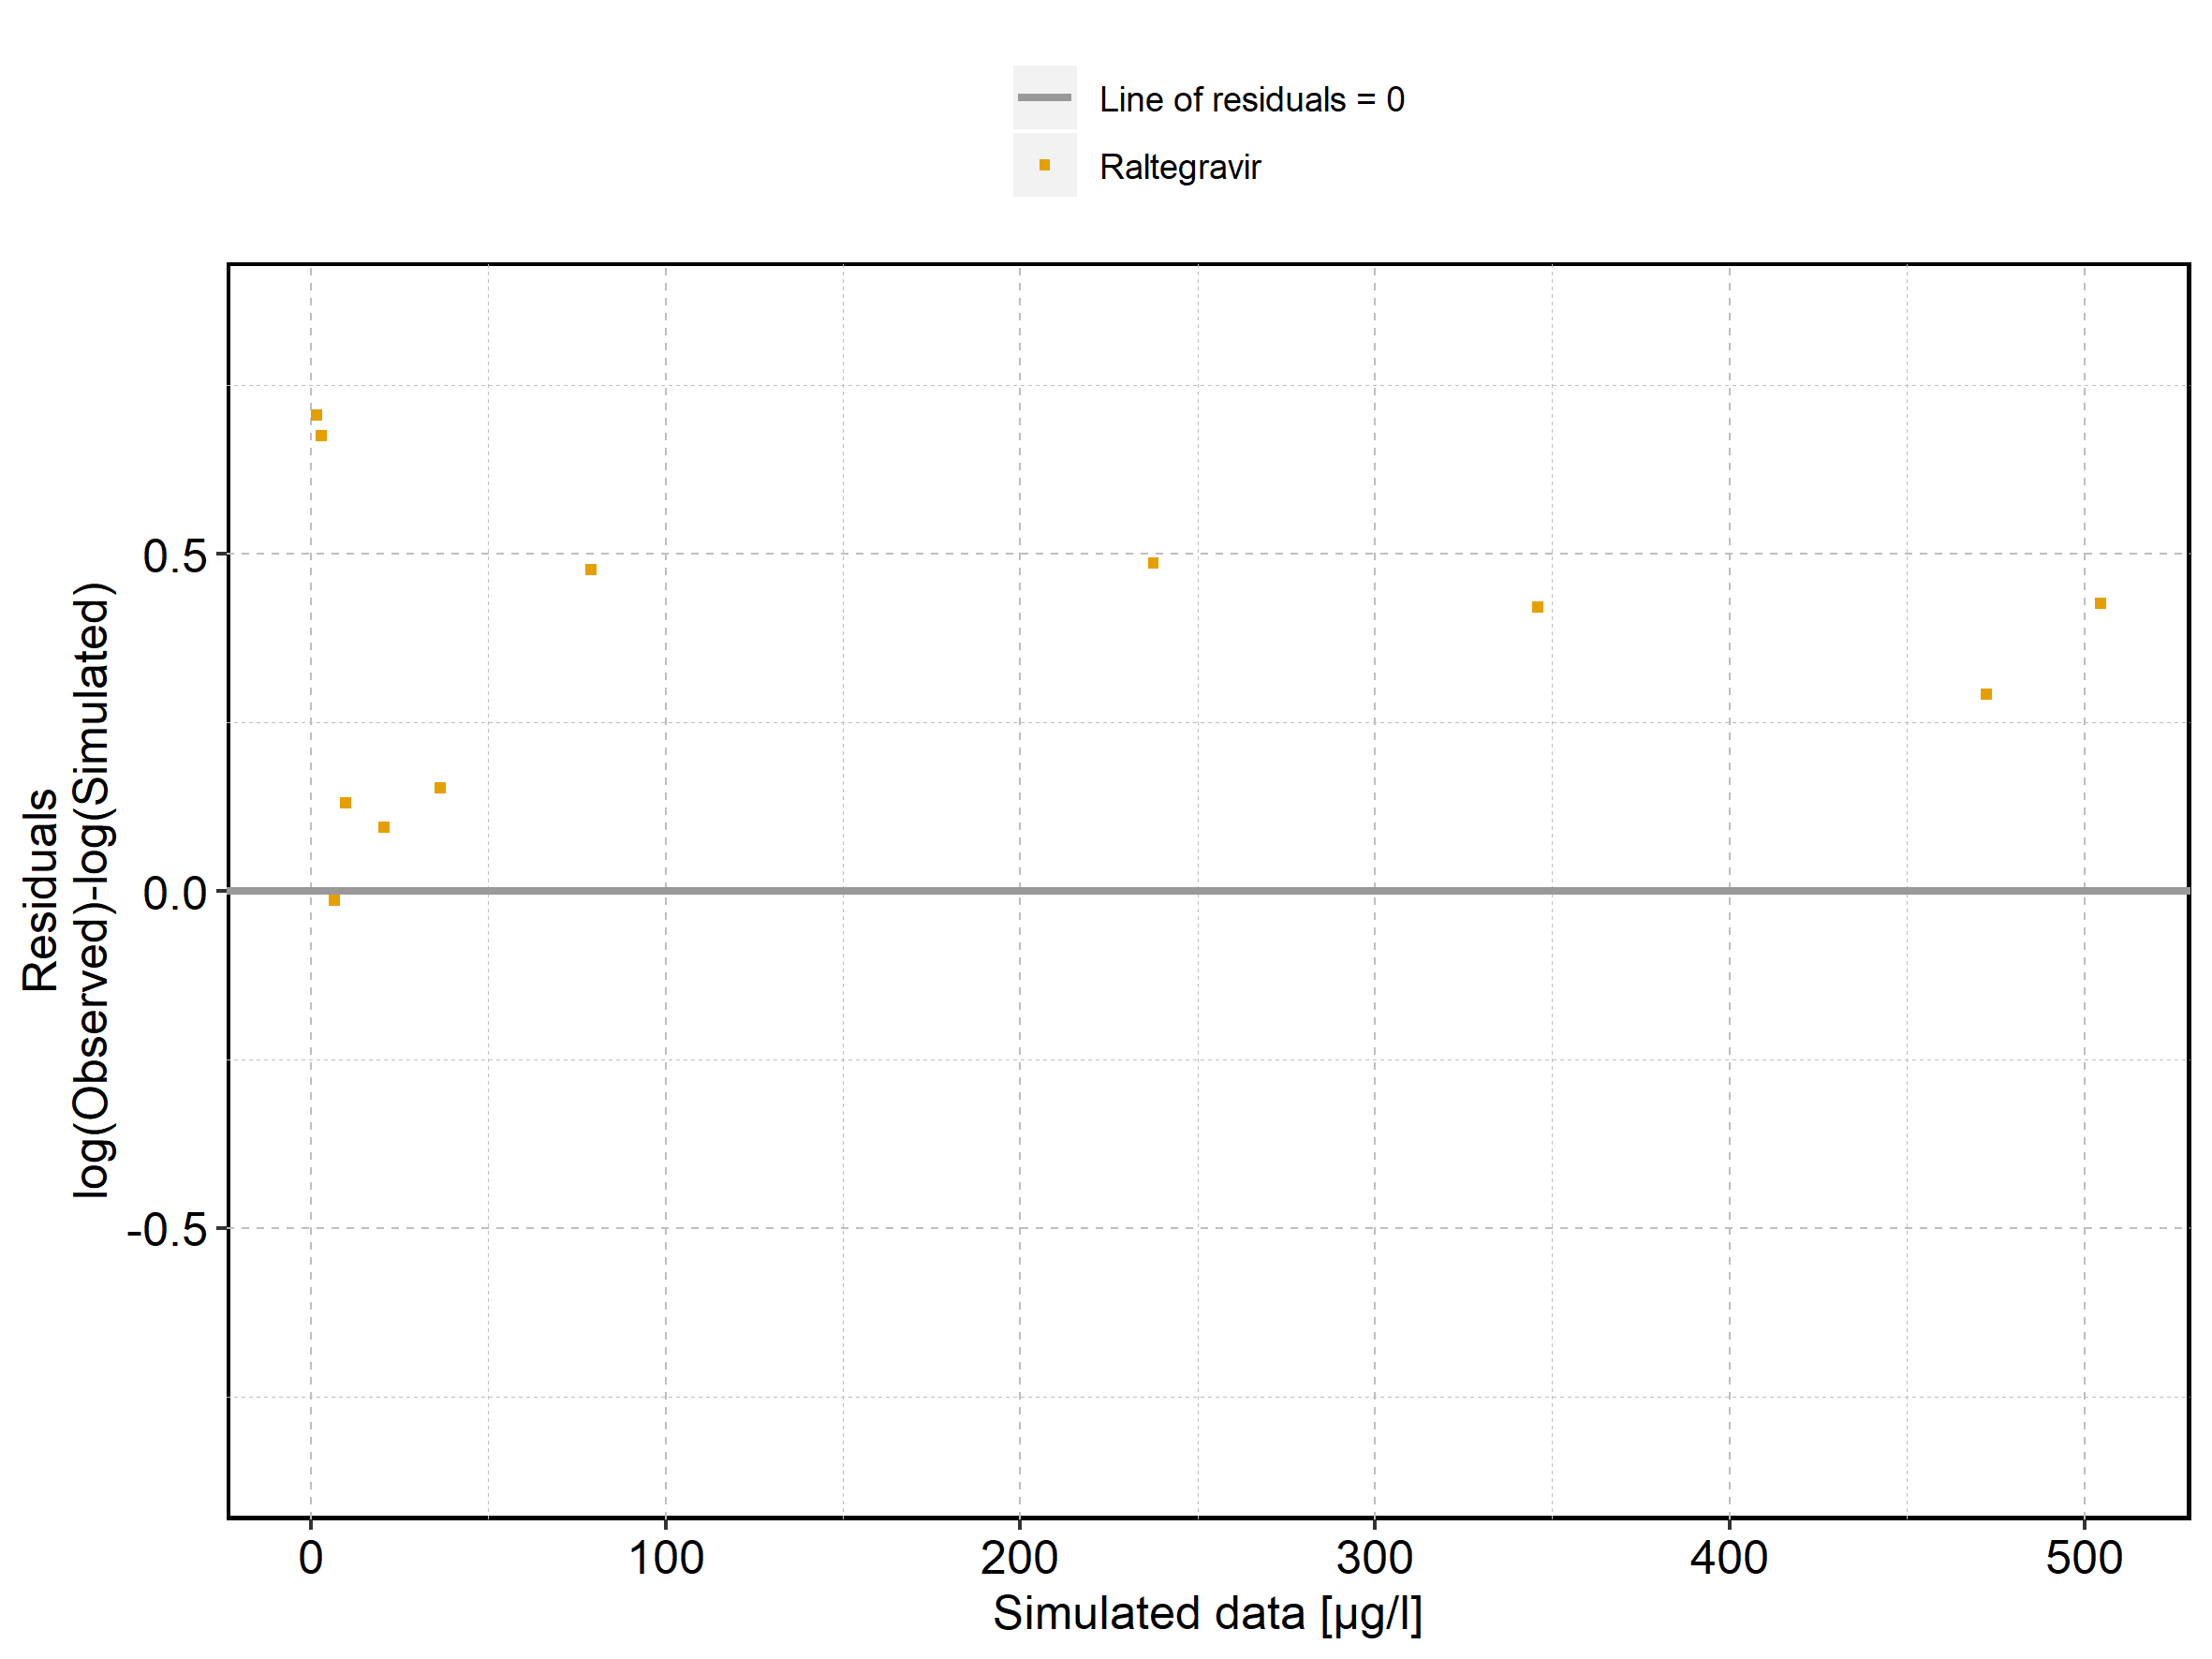 Line of residuals = 0
Raltegravir
Residuals
log(Observed)-log(Simulated)
0.5
0.0
-0.5
0 100 200 300 400 500
Simulated data [µg/l]